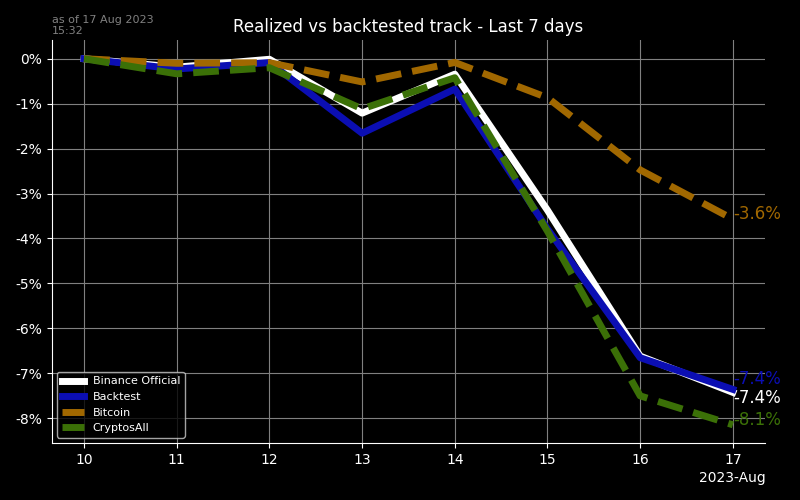 as of 17 Aug 2023
15:32
Realized vs backtested track - Last 7 days
0%
-1%
-2%
-3%
-4%
-5%
-6%
-7%
-8%
-3.6%
-7.4%
-7.4%
-8.1%
Binance Official
Backtest
Bitcoin
CryptosAll
10 11 12 13 14 15 16 17
2023-Aug